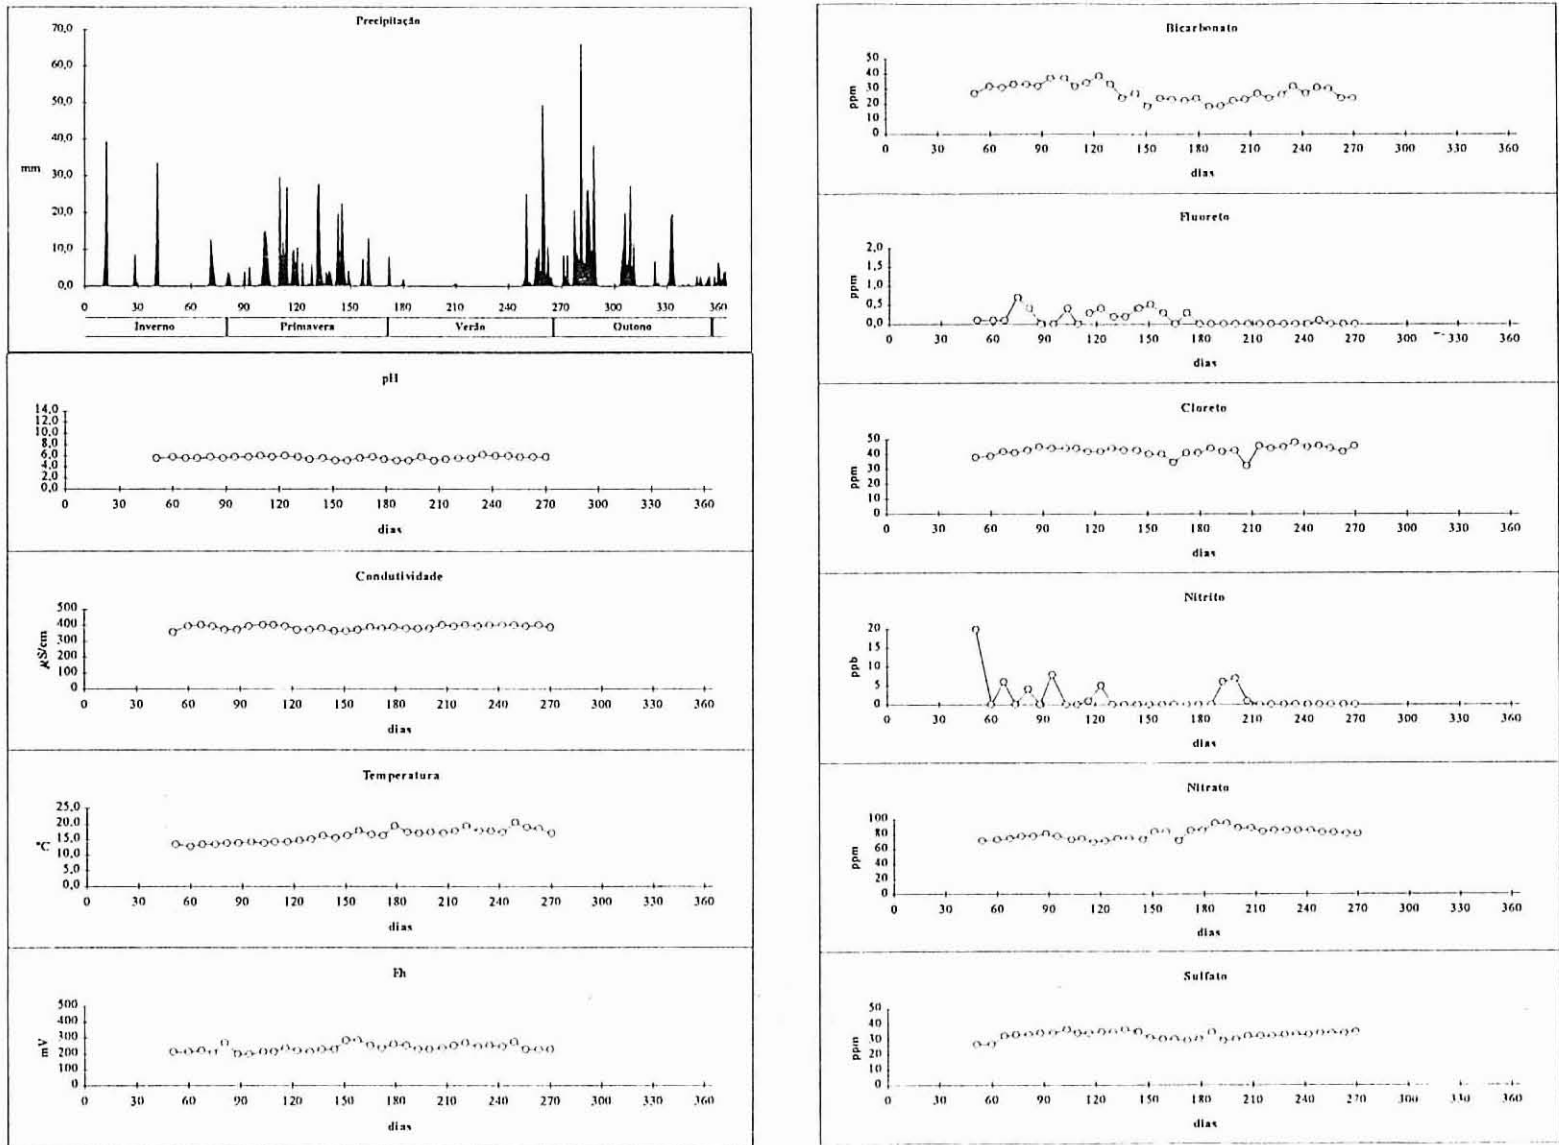 Precipitação
70,0
60,0
50,0
40,0
mm
30,0
20,0
10,0
0,0
0 30 60 90 120 150 180 210 240 270 300 330 360
Inverno Primavera Verão Outono
pH
14,0
12,0
10,0
8,0
6,0
4,0
2,0
0,0
0 30 60 90 120 150 180 210 240 270 300 330 360
dias
Condutividade
µS/cm
500
400
300
200
100
0
0 30 60 90 120 150 180 210 240 270 300 330 360
dias
Temperatura
°C
25,0
20,0
15,0
10,0
5,0
0,0
0 30 60 90 120 150 180 210 240 270 300 330 360
dias
Eh
mV
500
400
300
200
100
0
0 30 60 90 120 150 180 210 240 270 300 330 360
dias
Bicarbonato
ppm
50
40
30
20
10
0
0 30 60 90 120 150 180 210 240 270 300 330 360
dias
Fluoreto
ppm
2,0
1,5
1,0
0,5
0,0
0 30 60 90 120 150 180 210 240 270 300 330 360
dias
Cloreto
ppm
50
40
30
20
10
0
0 30 60 90 120 150 180 210 240 270 300 330 360
dias
Nitrito
ppb
20
15
10
5
0
0 30 60 90 120 150 180 210 240 270 300 330 360
dias
Nitrato
ppm
100
80
60
40
20
0
0 30 60 90 120 150 180 210 240 270 300 330 360
dias
Sulfato
ppm
50
40
30
20
10
0
0 30 60 90 120 150 180 210 240 270 300 330 360
dias